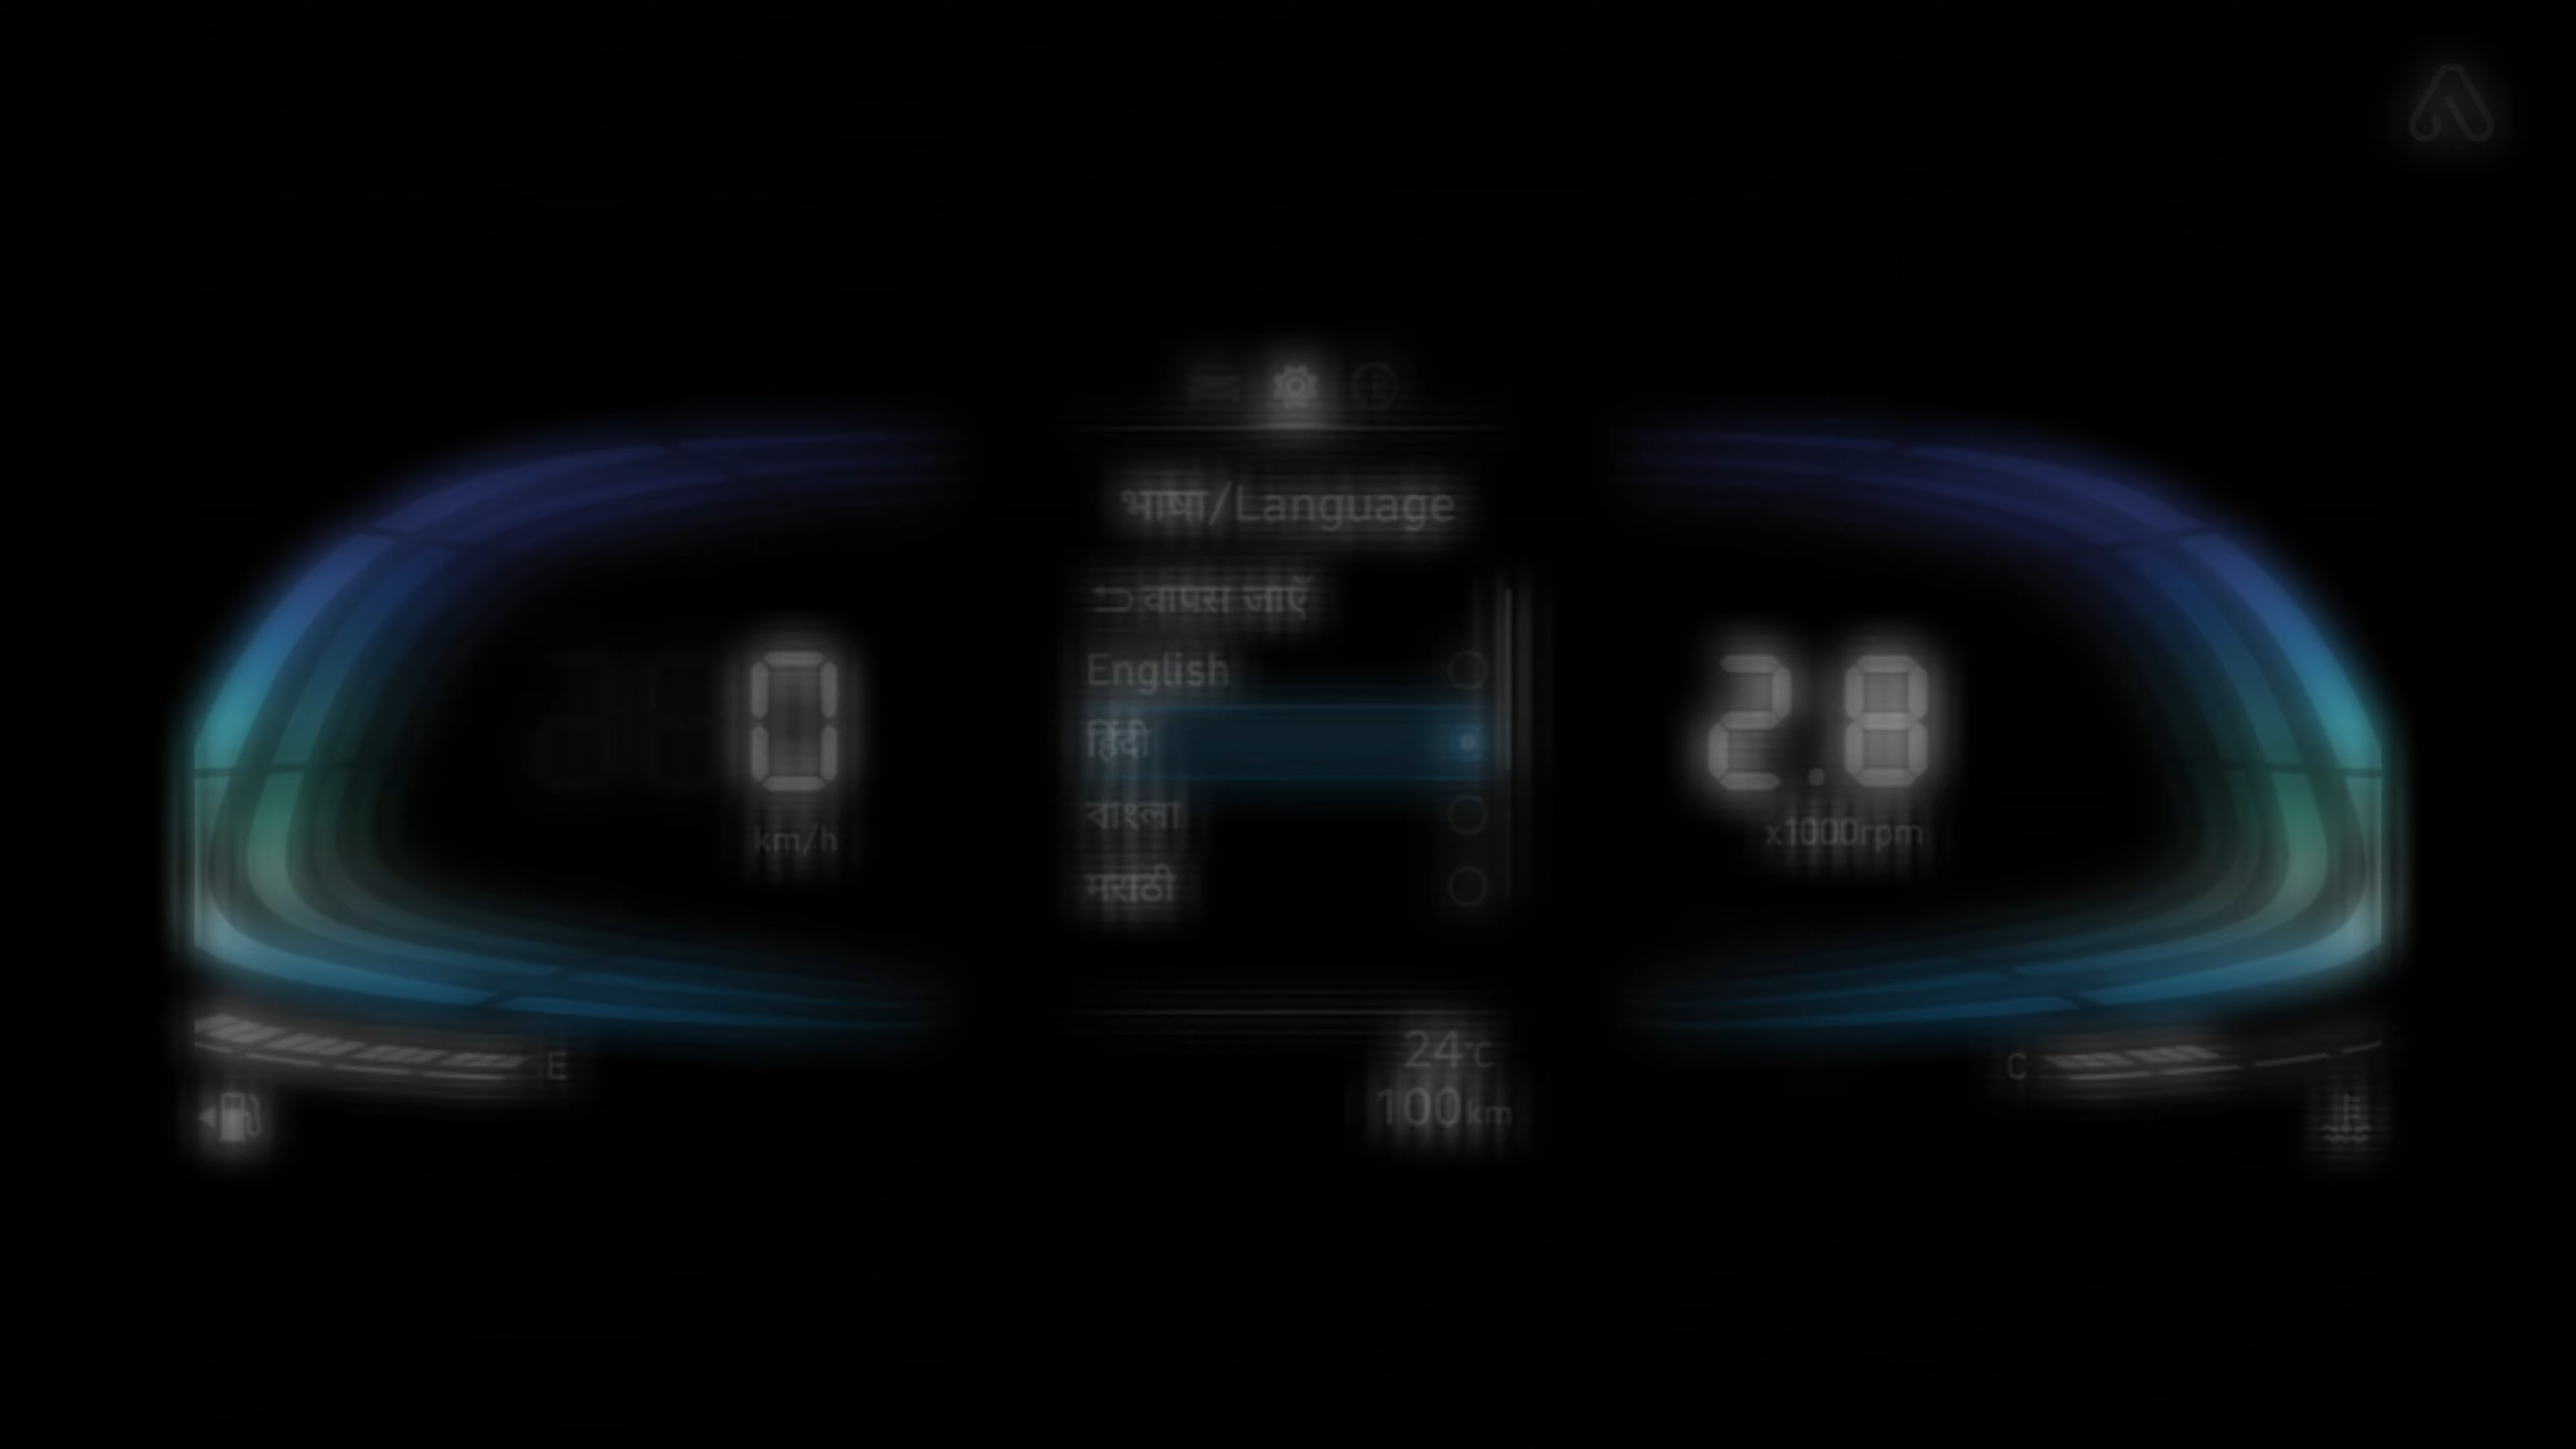 भाषा/Language
वापस जाएँ
English
हिंदी
বাংলা
मराठी
0
km/h
2.8
x1000rpm
E
24°C
100km
C